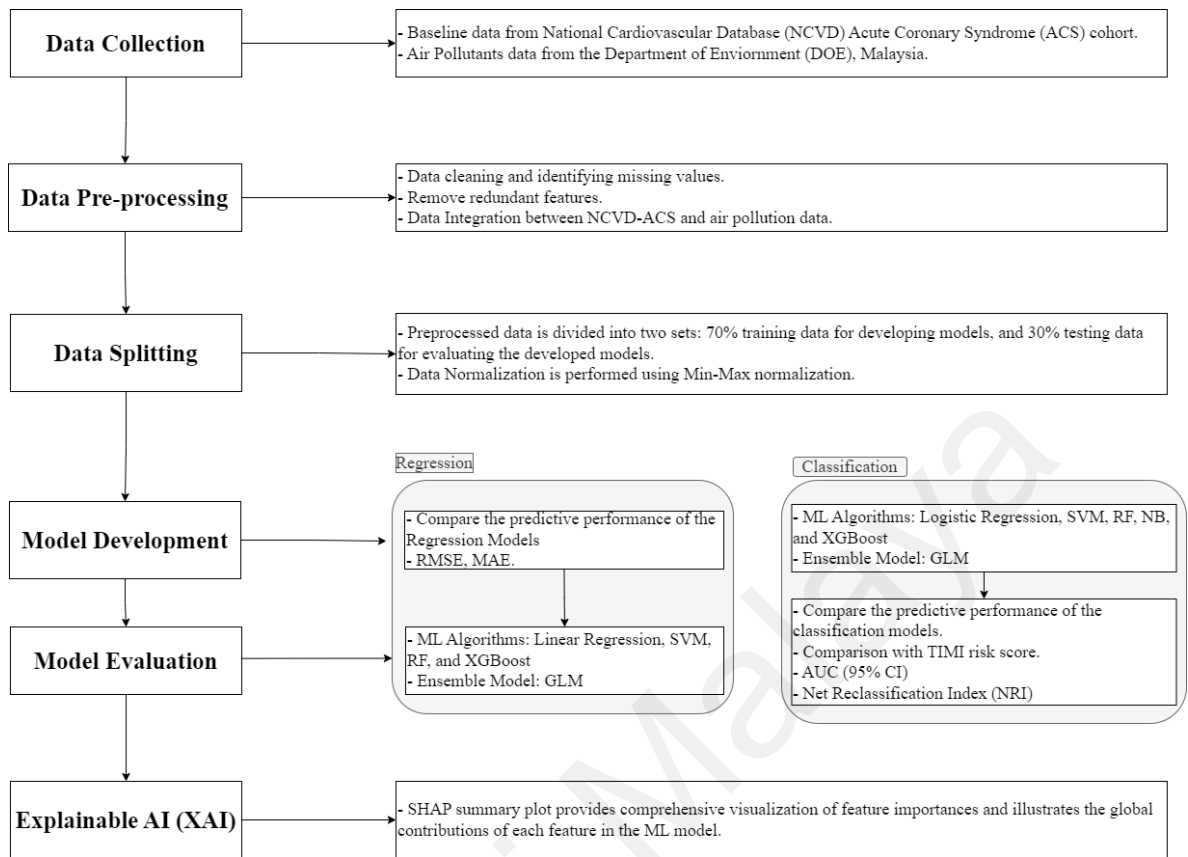 Data Collection
- Baseline data from National Cardiovascular Database (NCVD) Acute Coronary Syndrome (ACS) cohort.
- Air Pollutants data from the Department of Enviornment (DOE), Malaysia.
Data Pre-processing
- Data cleaning and identifying missing values.
- Remove redundant features.
- Data Integration between NCVD-ACS and air pollution data.
Data Splitting
- Preprocessed data is divided into two sets: 70% training data for developing models, and 30% testing data
for evaluating the developed models.
- Data Normalization is performed using Min-Max normalization.
Model Development
Model Evaluation
Regression
- Compare the predictive performance of the
Regression Models
- RMSE, MAE.
- ML Algorithms: Linear Regression, SVM,
RF, and XGBoost
- Ensemble Model: GLM
Classification
- ML Algorithms: Logistic Regression, SVM, RF, NB,
and XGBoost
- Ensemble Model: GLM
- Compare the predictive performance of the
classification models.
- Comparison with TIMI risk score.
- AUC (95% CI)
- Net Reclassification Index (NRI)
Explainable AI (XAI)
- SHAP summary plot provides comprehensive visualization of feature importances and illustrates the global
contributions of each feature in the ML model.
i Malaya